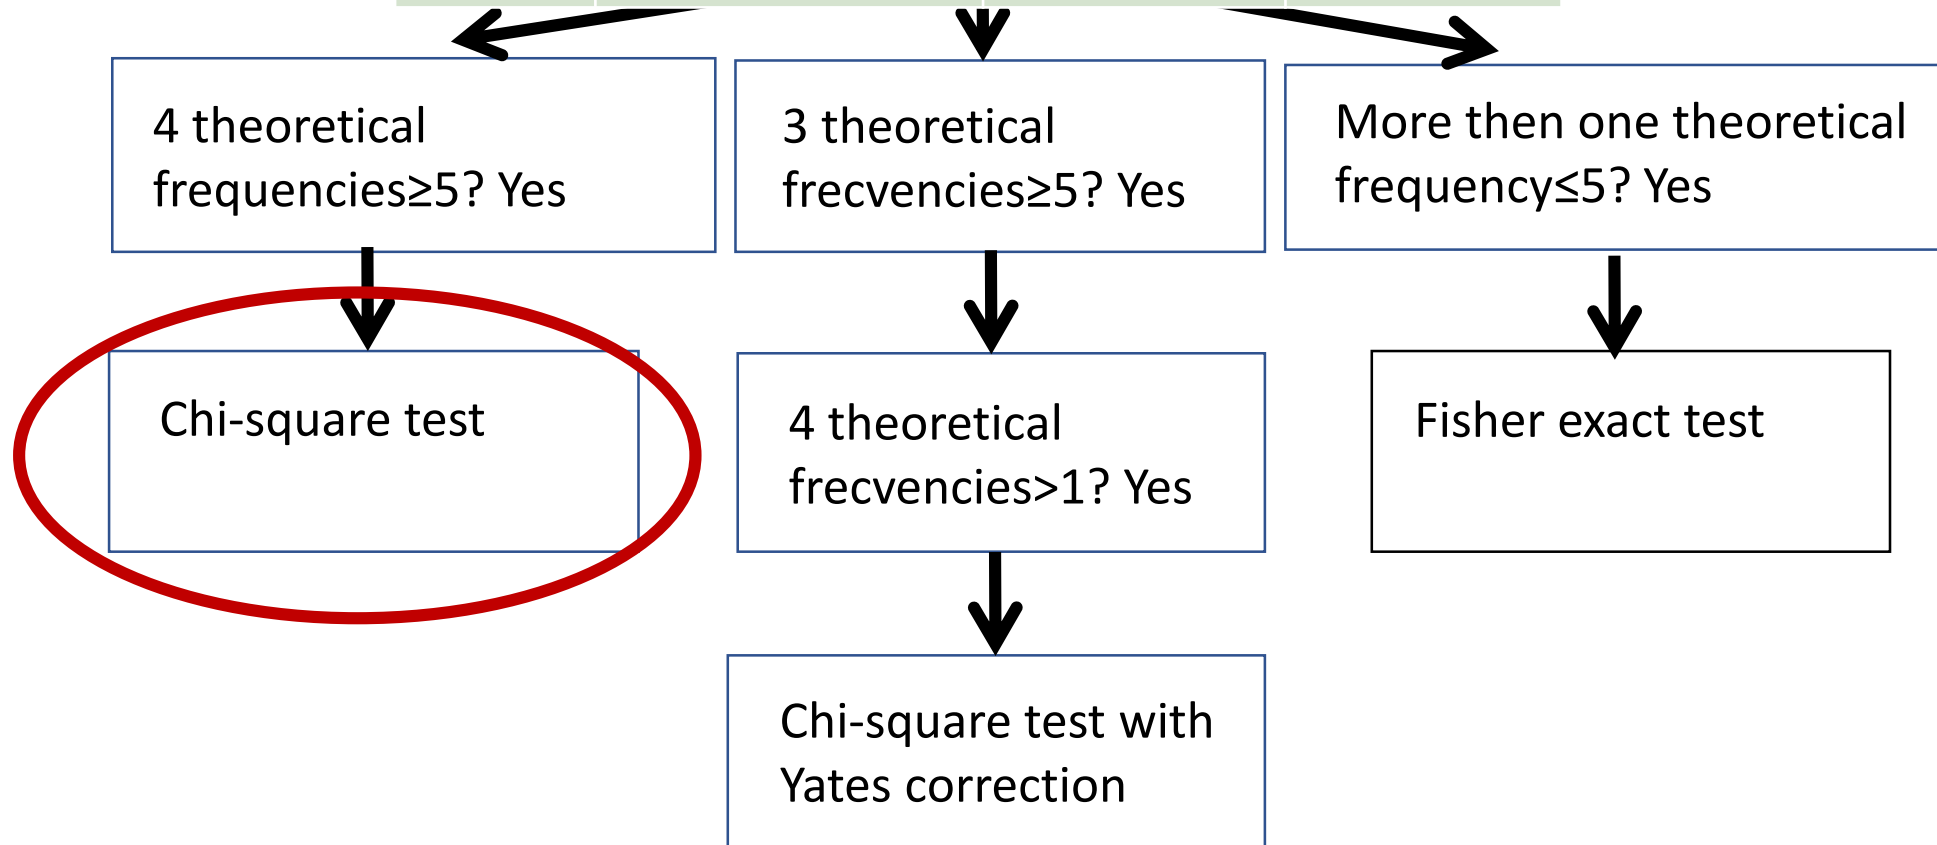 4 theoretical
frequencies≥5? Yes
3 theoretical
frecvencies≥5? Yes
More then one theoretical
frequency≤5? Yes
Chi-square test
4 theoretical
frecvencies>1? Yes
Fisher exact test
Chi-square test with
Yates correction